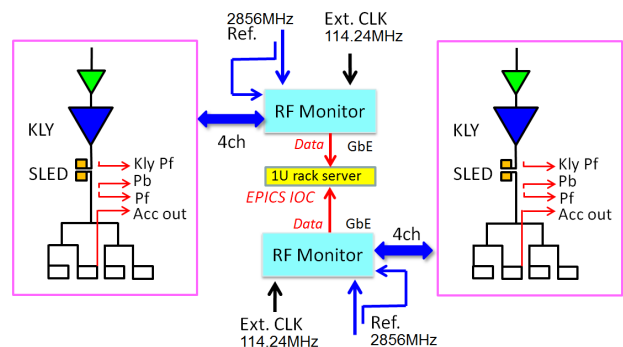 2856MHz
Ref.
Ext. CLK
114.24MHz
KLY
SLED
Kly Pf
Pb
Pf
Acc out
4ch
RF Monitor
Data
GbE
1U rack server
EPICS IOC
Data
GbE
RF Monitor
4ch
Ext. CLK
114.24MHz
Ref.
2856MHz
KLY
SLED
Kly Pf
Pb
Pf
Acc out